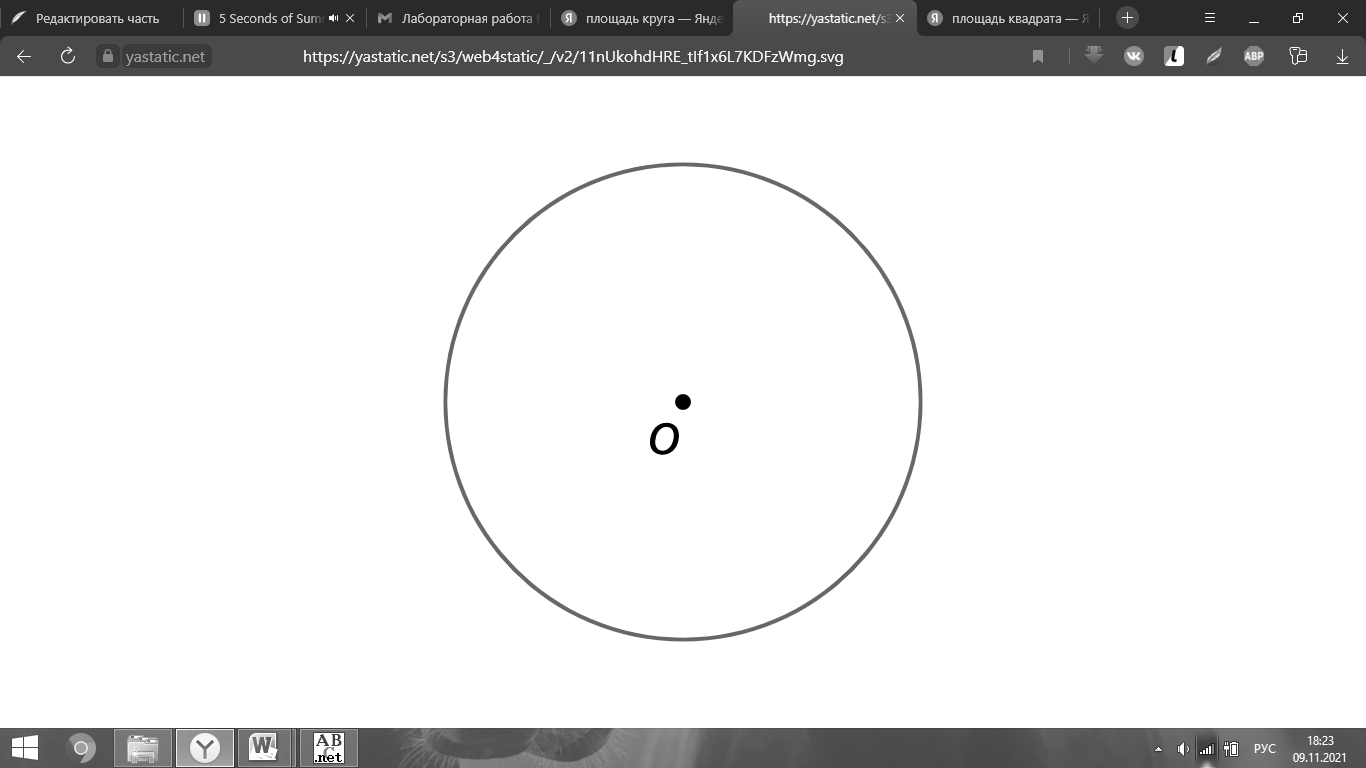 Редактировать часть
5 Seconds of Sum
Лабораторная работа
площадь круга — Янде
https://yastatic.net/s3
площадь квадрата — Я
yastatic.net
https://yastatic.net/s3/web4static/_/v2/11nUkohdHRE_tIf1x6L7KDFzWmg.svg
ABP
O
W
AB
C
.net
РУС
18:23
09.11.2021